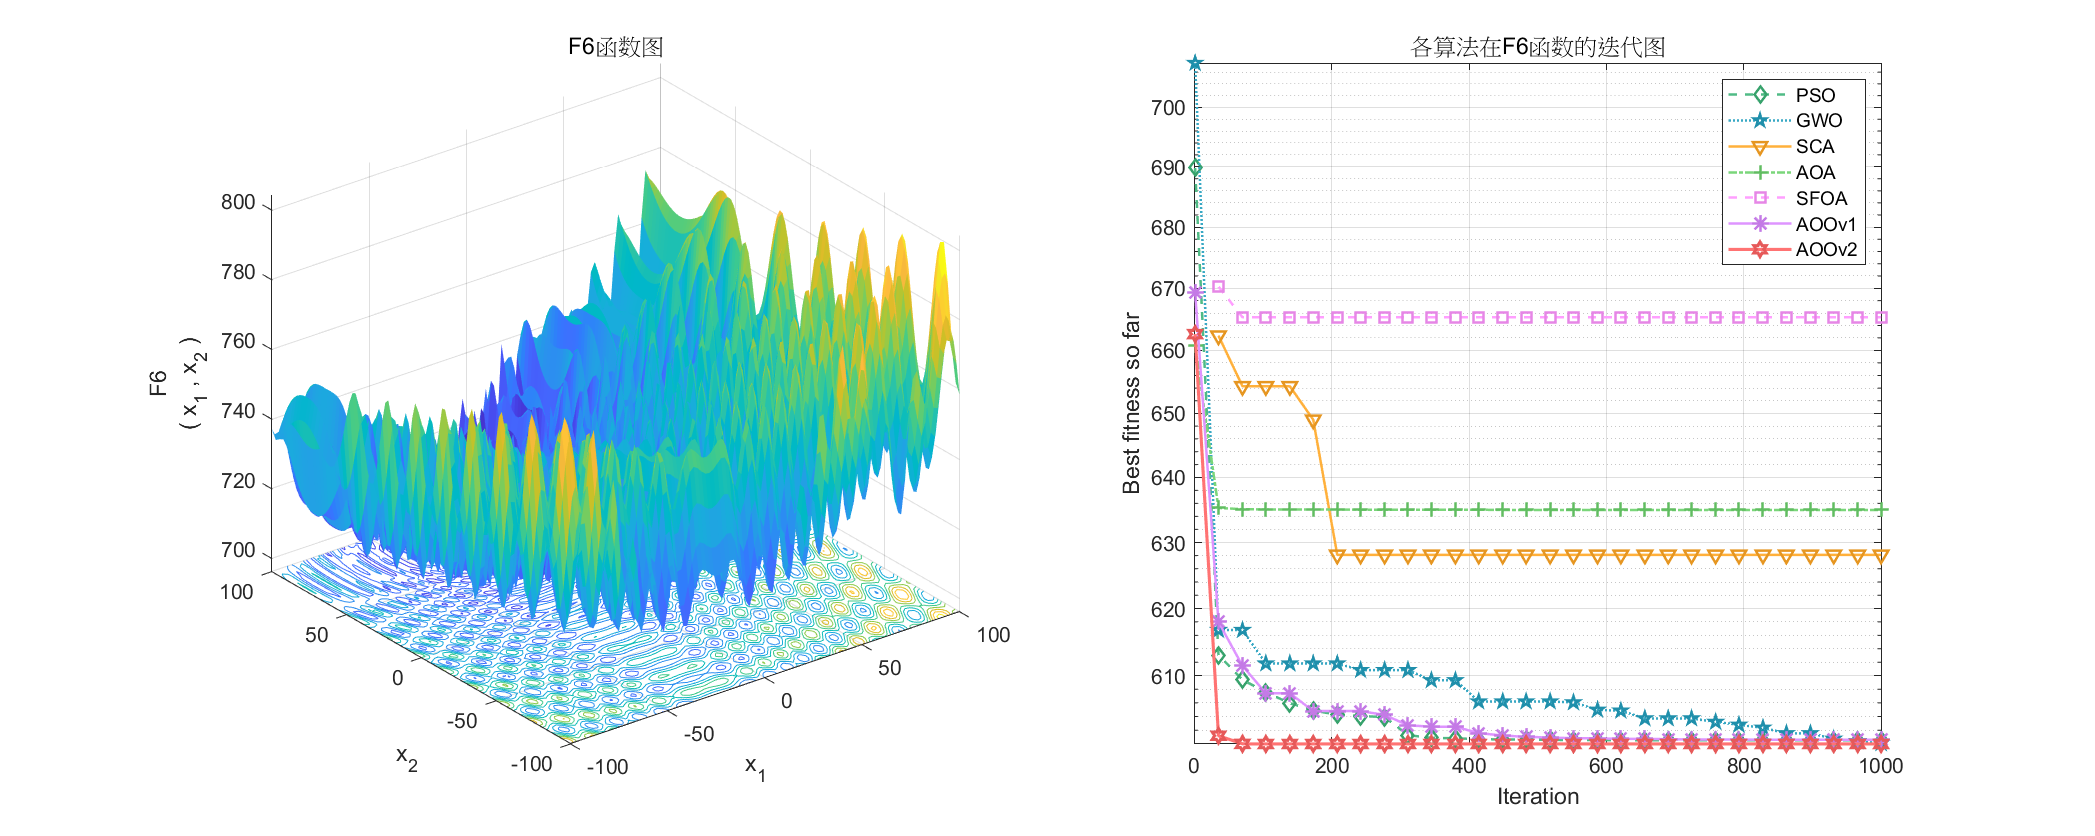 F6函数图
800
780
760
740
720
700
F6
( x1 , x2 )
100
50
0
-50
-100
x2
-100
-50
0
50
100
x1
各算法在F6函数的迭代图
700
690
680
670
660
650
640
630
620
610
Best fitness so far
0
200
400
600
800
1000
Iteration
PSO
GWO
SCA
AOA
SFOA
AOOv1
AOOv2